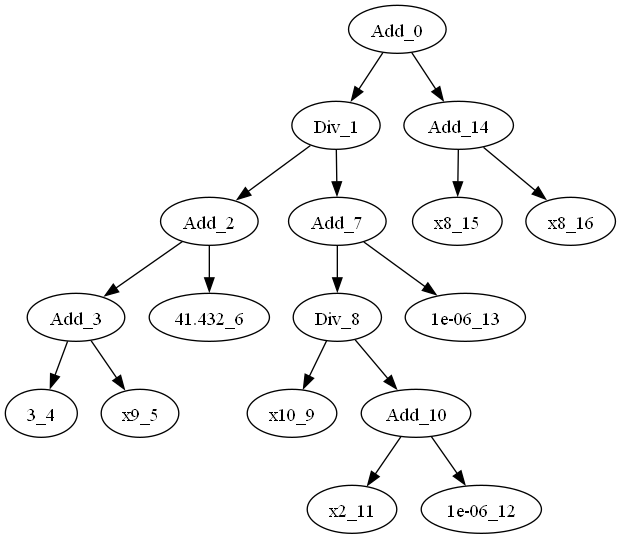 Add_0
Div_1
Add_14
Add_2
Add_7
x8_15
x8_16
Add_3
41.432_6
Div_8
1e-06_13
3_4
x9_5
x10_9
Add_10
x2_11
1e-06_12